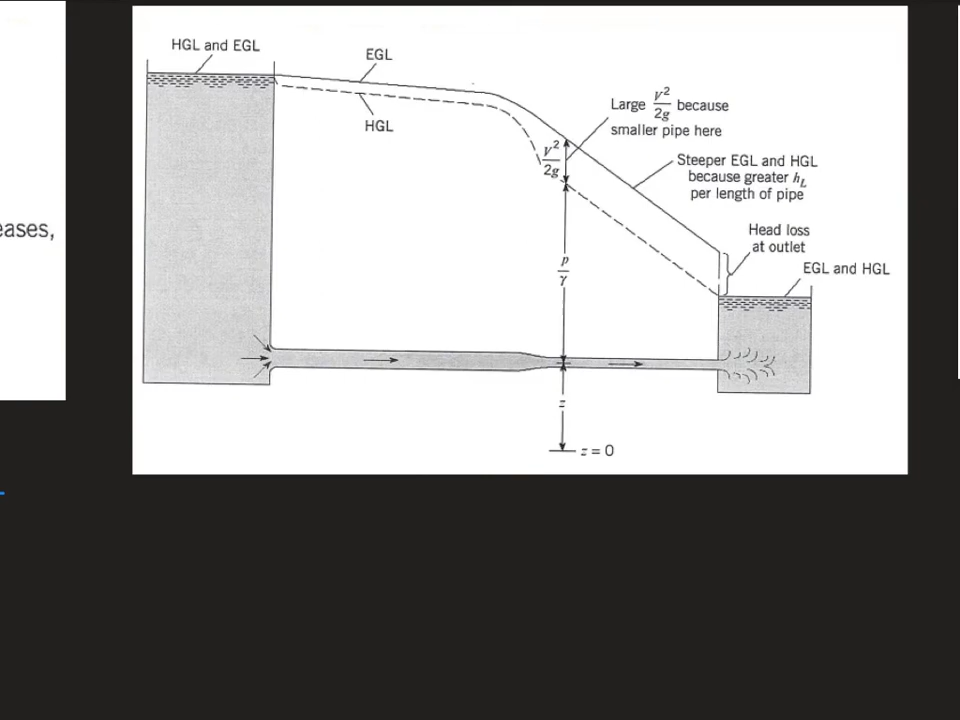 eases,
HGL and EGL
EGL
HGL
Large V²/2g because
smaller pipe here
V²/2g
Steeper EGL and HGL
because greater h_L
per length of pipe
Head loss
at outlet
EGL and HGL
p/γ
z
z = 0